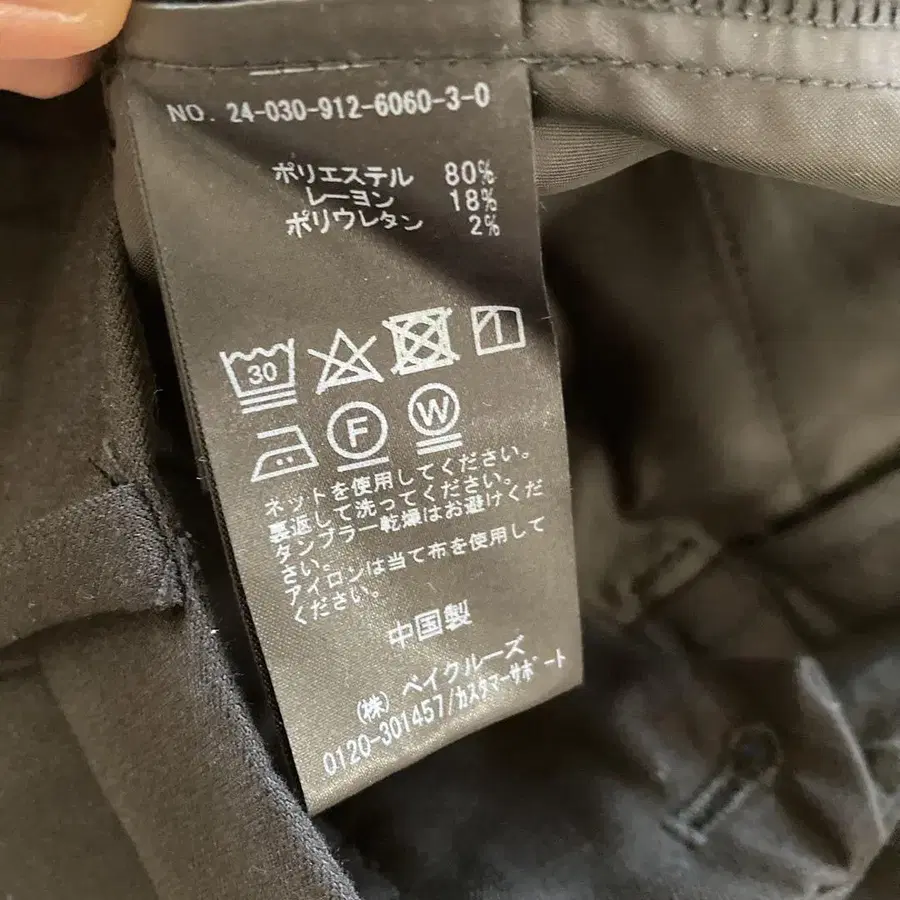 NO. 24-030-912-6060-3-0
ポリエステル 80%
レーヨン 18%
ポリウレタン 2%
30
F
W
ネットを使用してください。
裏返して洗ってください。
タンブラー乾燥はお避けくだ
さい。
アイロンは当て布を使用して
ください。
中国製
(株) ベイクルーズ
0120-301457/カスタマーサポート